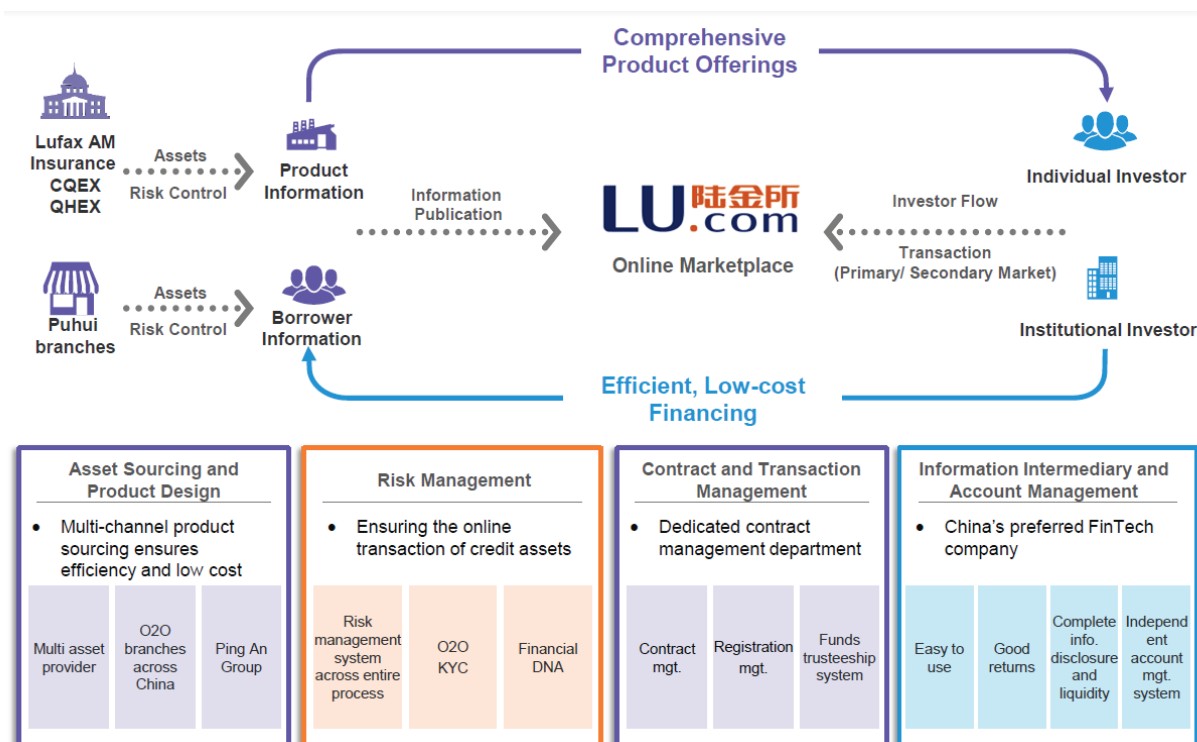 Comprehensive
Product Offerings
Lufax AM
Insurance
CQEX
QHEX
Assets
Risk Control
Product
Information
Information
Publication
LU.com 陆金所
Online Marketplace
Individual Investor
Investor Flow
Transaction
(Primary/ Secondary Market)
Institutional Investor
Puhui
branches
Assets
Risk Control
Borrower
Information
Efficient, Low-cost
Financing
Asset Sourcing and
Product Design
• Multi-channel product
sourcing ensures
efficiency and low cost
Multi asset
provider
O2O
branches
across
China
Ping An
Group
Risk Management
• Ensuring the online
transaction of credit assets
Risk
management
system
across entire
process
O2O
KYC
Financial
DNA
Contract and Transaction
Management
• Dedicated contract
management department
Contract
mgt.
Registration
mgt.
Funds
trusteeship
system
Information Intermediary and
Account Management
• China's preferred FinTech
company
Easy to
use
Good
returns
Complete
info.
disclosure
and
liquidity
Independ
ent
account
mgt.
system